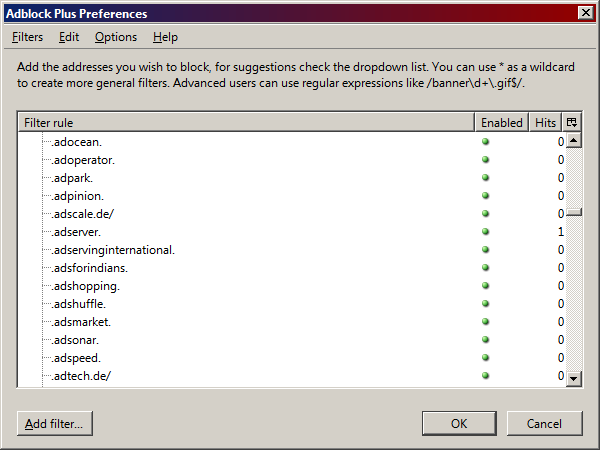 Adblock Plus Preferences
Filters Edit Options Help
Add the addresses you wish to block, for suggestions check the dropdown list. You can use * as a wildcard
to create more general filters. Advanced users can use regular expressions like /banner\d+\.gif$/.
Filter rule Enabled Hits
.adocean. 0
.adoperator. 0
.adpark. 0
.adpinion. 0
.adscale.de/ 0
.adserver. 1
.adservinginternational. 0
.adsforindians. 0
.adshopping. 0
.adshuffle. 0
.adsmarket. 0
.adsonar. 0
.adspeed. 0
.adtech.de/ 0
Add filter... OK Cancel